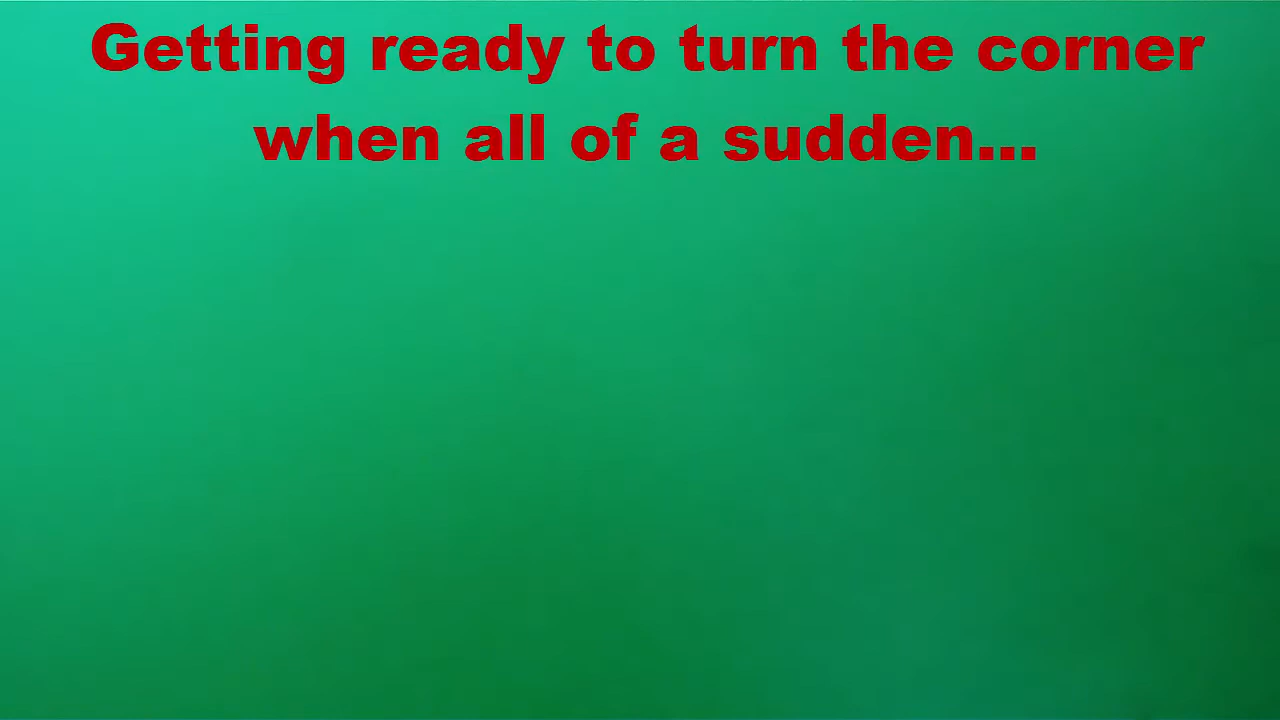 Getting ready to turn the corner
when all of a sudden...